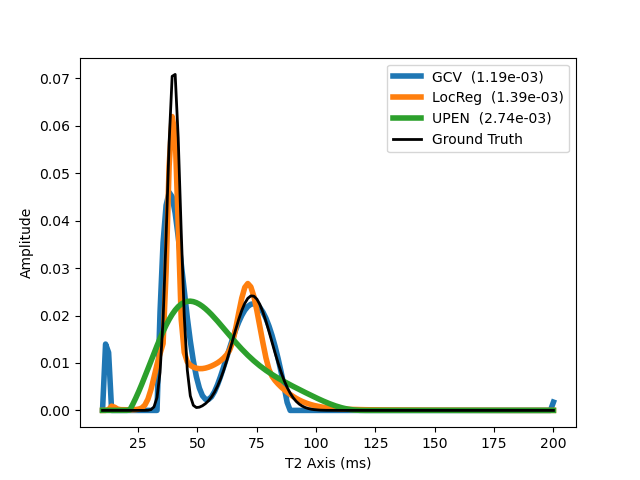 GCV (1.19e-03)
LocReg (1.39e-03)
UPEN (2.74e-03)
Ground Truth
Amplitude
0.07
0.06
0.05
0.04
0.03
0.02
0.01
0.00
25 50 75 100 125 150 175 200
T2 Axis (ms)